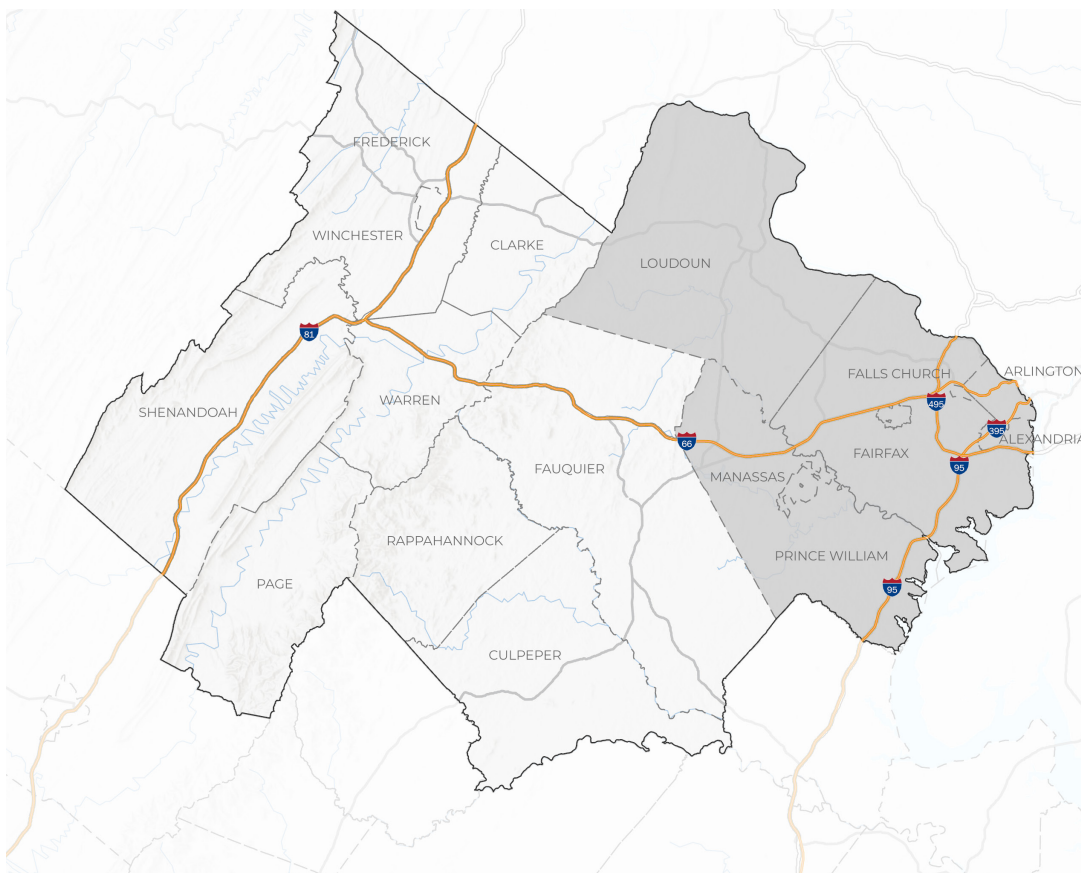 FREDERICK
WINCHESTER
CLARKE
LOUDOUN
81
SHENANDOAH
WARREN
FALLS CHURCH
ARLINGTON
495
395
66
ALEXANDRIA
FAUQUIER
MANASSAS
FAIRFAX
95
RAPPAHANNOCK
PRINCE WILLIAM
PAGE
95
CULPEPER